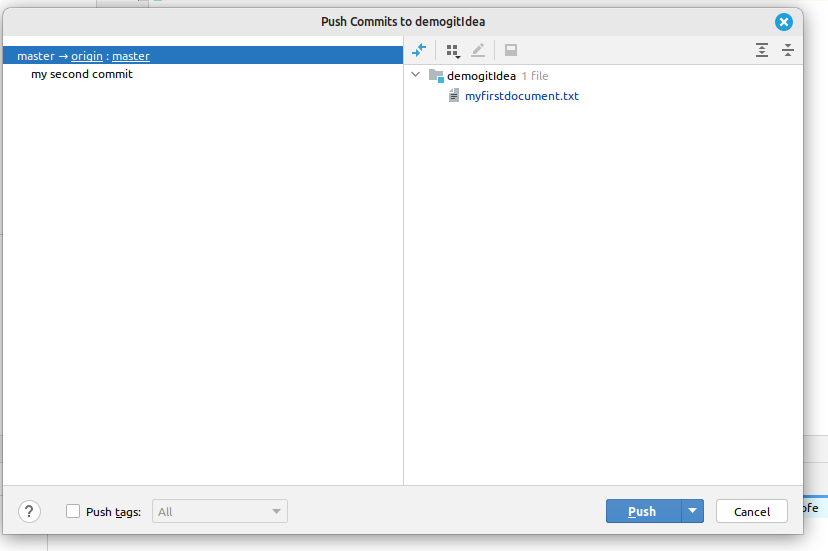 Push Commits to demogitIdea
master → origin : master
my second commit
demogitIdea 1 file
myfirstdocument.txt
? Push tags: All Push Cancel